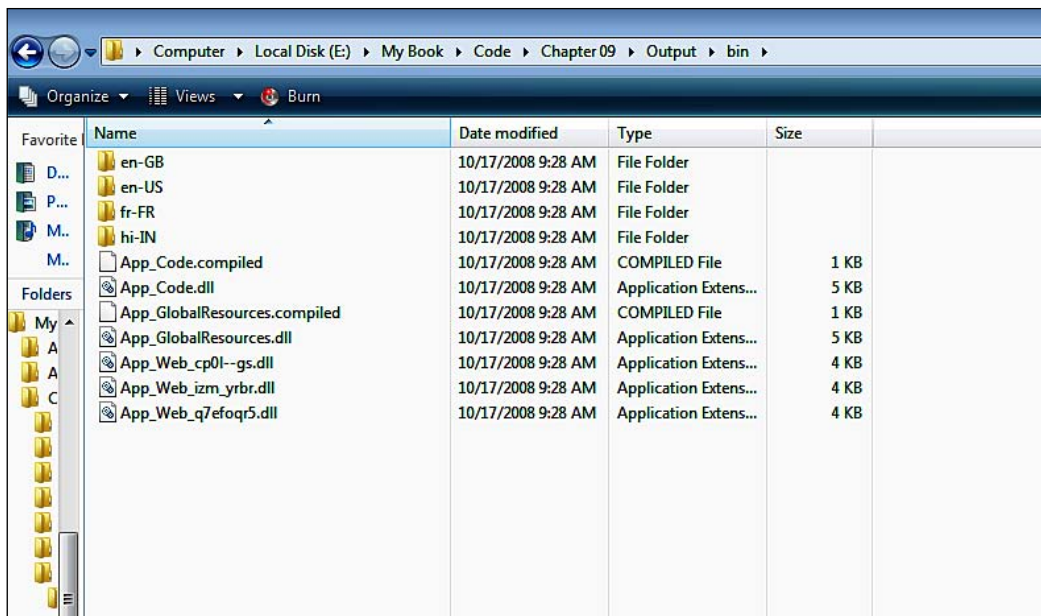 Computer Local Disk (E:) My Book Code Chapter 09 Output bin
Organize Views Burn
Favorite
D...
P...
M..
M..
Folders
My
A
A
C
Name Date modified Type Size
en-GB 10/17/2008 9:28 AM File Folder
en-US 10/17/2008 9:28 AM File Folder
fr-FR 10/17/2008 9:28 AM File Folder
hi-IN 10/17/2008 9:28 AM File Folder
App_Code.compiled 10/17/2008 9:28 AM COMPILED File 1 KB
App_Code.dll 10/17/2008 9:28 AM Application Extens... 5 KB
App_GlobalResources.compiled 10/17/2008 9:28 AM COMPILED File 1 KB
App_GlobalResources.dll 10/17/2008 9:28 AM Application Extens... 5 KB
App_Web_cp0l--gs.dll 10/17/2008 9:28 AM Application Extens... 4 KB
App_Web_izm_yrbr.dll 10/17/2008 9:28 AM Application Extens... 4 KB
App_Web_q7efoqr5.dll 10/17/2008 9:28 AM Application Extens... 4 KB